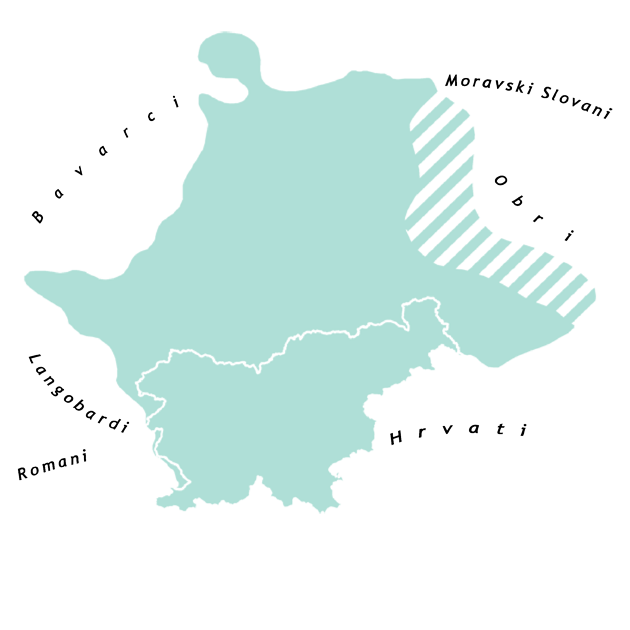 Moravski Slovani
Bavarci
Obri
Langobardi
Hrvati
Romani